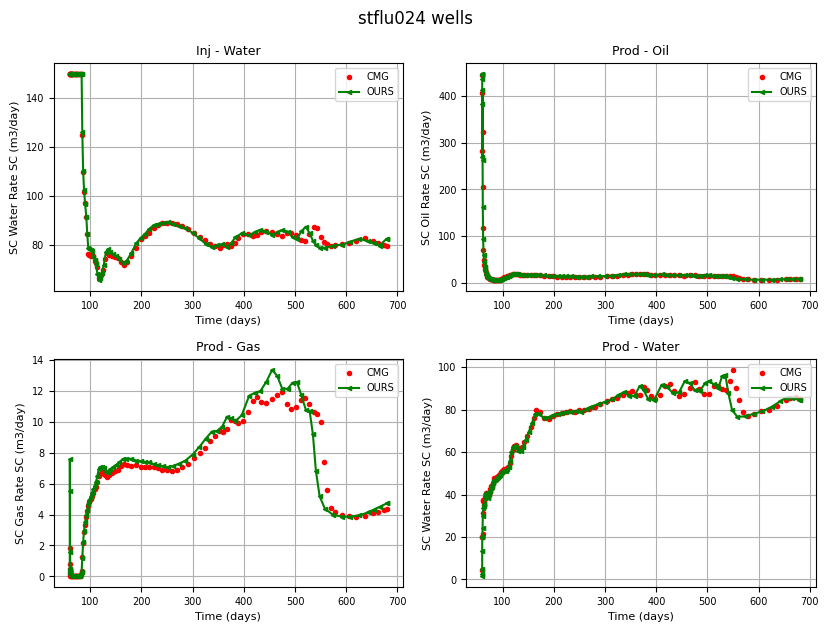 stflu024 wells
Inj - Water
SC Water Rate SC (m3/day)
140
120
100
80
100 200 300 400 500 600 700
Time (days)
CMG
OURS
Prod - Oil
SC Oil Rate SC (m3/day)
400
300
200
100
0
100 200 300 400 500 600 700
Time (days)
CMG
OURS
Prod - Gas
SC Gas Rate SC (m3/day)
14
12
10
8
6
4
2
0
100 200 300 400 500 600 700
Time (days)
CMG
OURS
Prod - Water
SC Water Rate SC (m3/day)
100
80
60
40
20
0
100 200 300 400 500 600 700
Time (days)
CMG
OURS